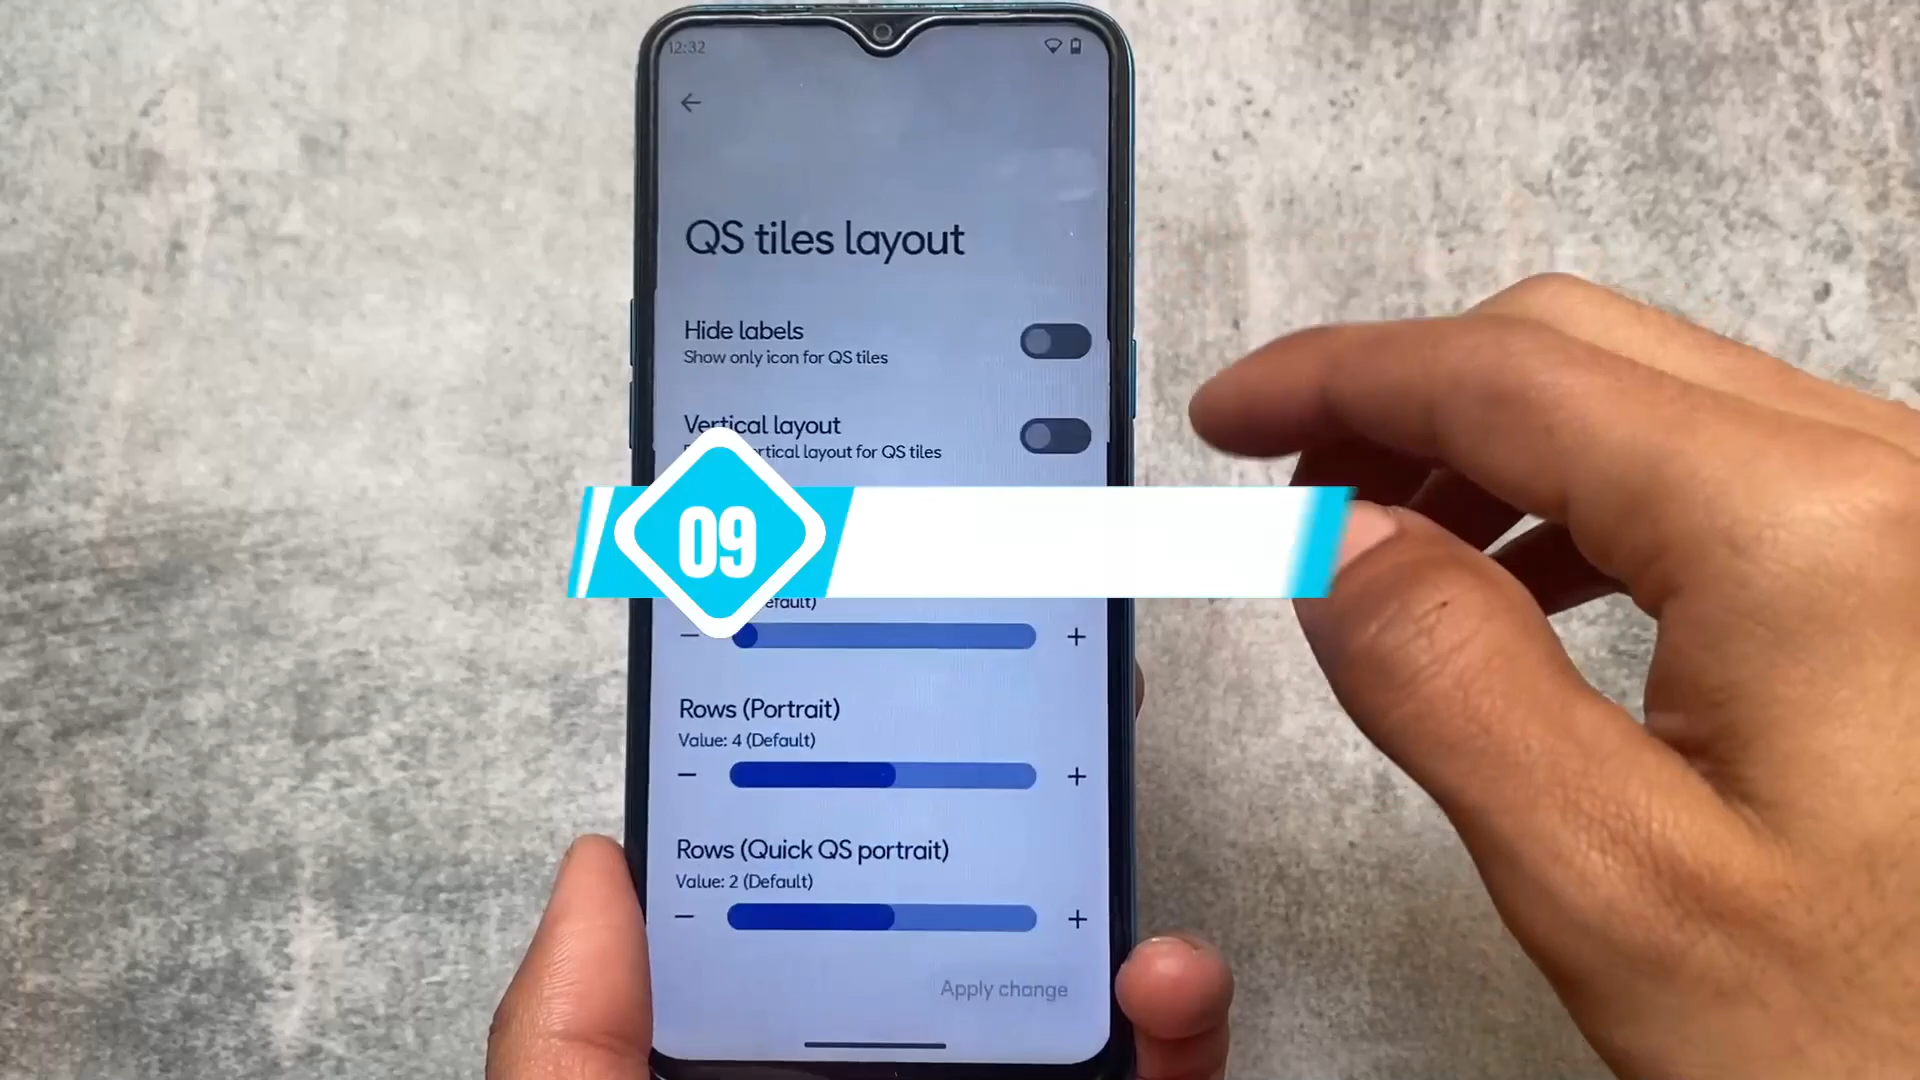 12:32
QS tiles layout
Hide labels
Show only icon for QS tiles
Vertical layout
vertical layout for QS tiles
09
Rows (Portrait)
Value: 4 (Default)
Rows (Quick QS portrait)
Value: 2 (Default)
Apply change